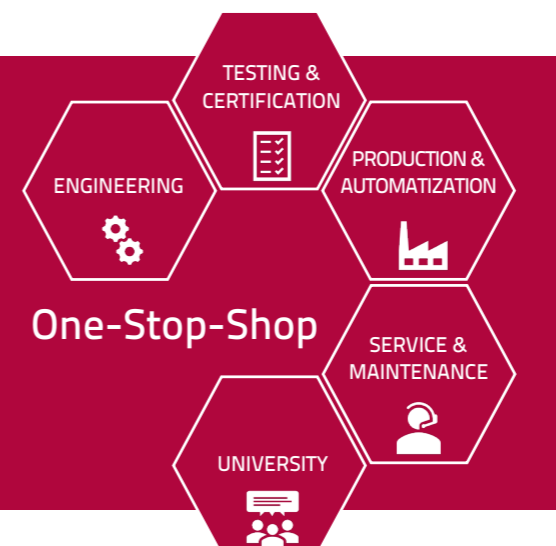 TESTING &
CERTIFICATION
ENGINEERING
PRODUCTION &
AUTOMATIZATION
One-Stop-Shop
SERVICE &
MAINTENANCE
UNIVERSITY